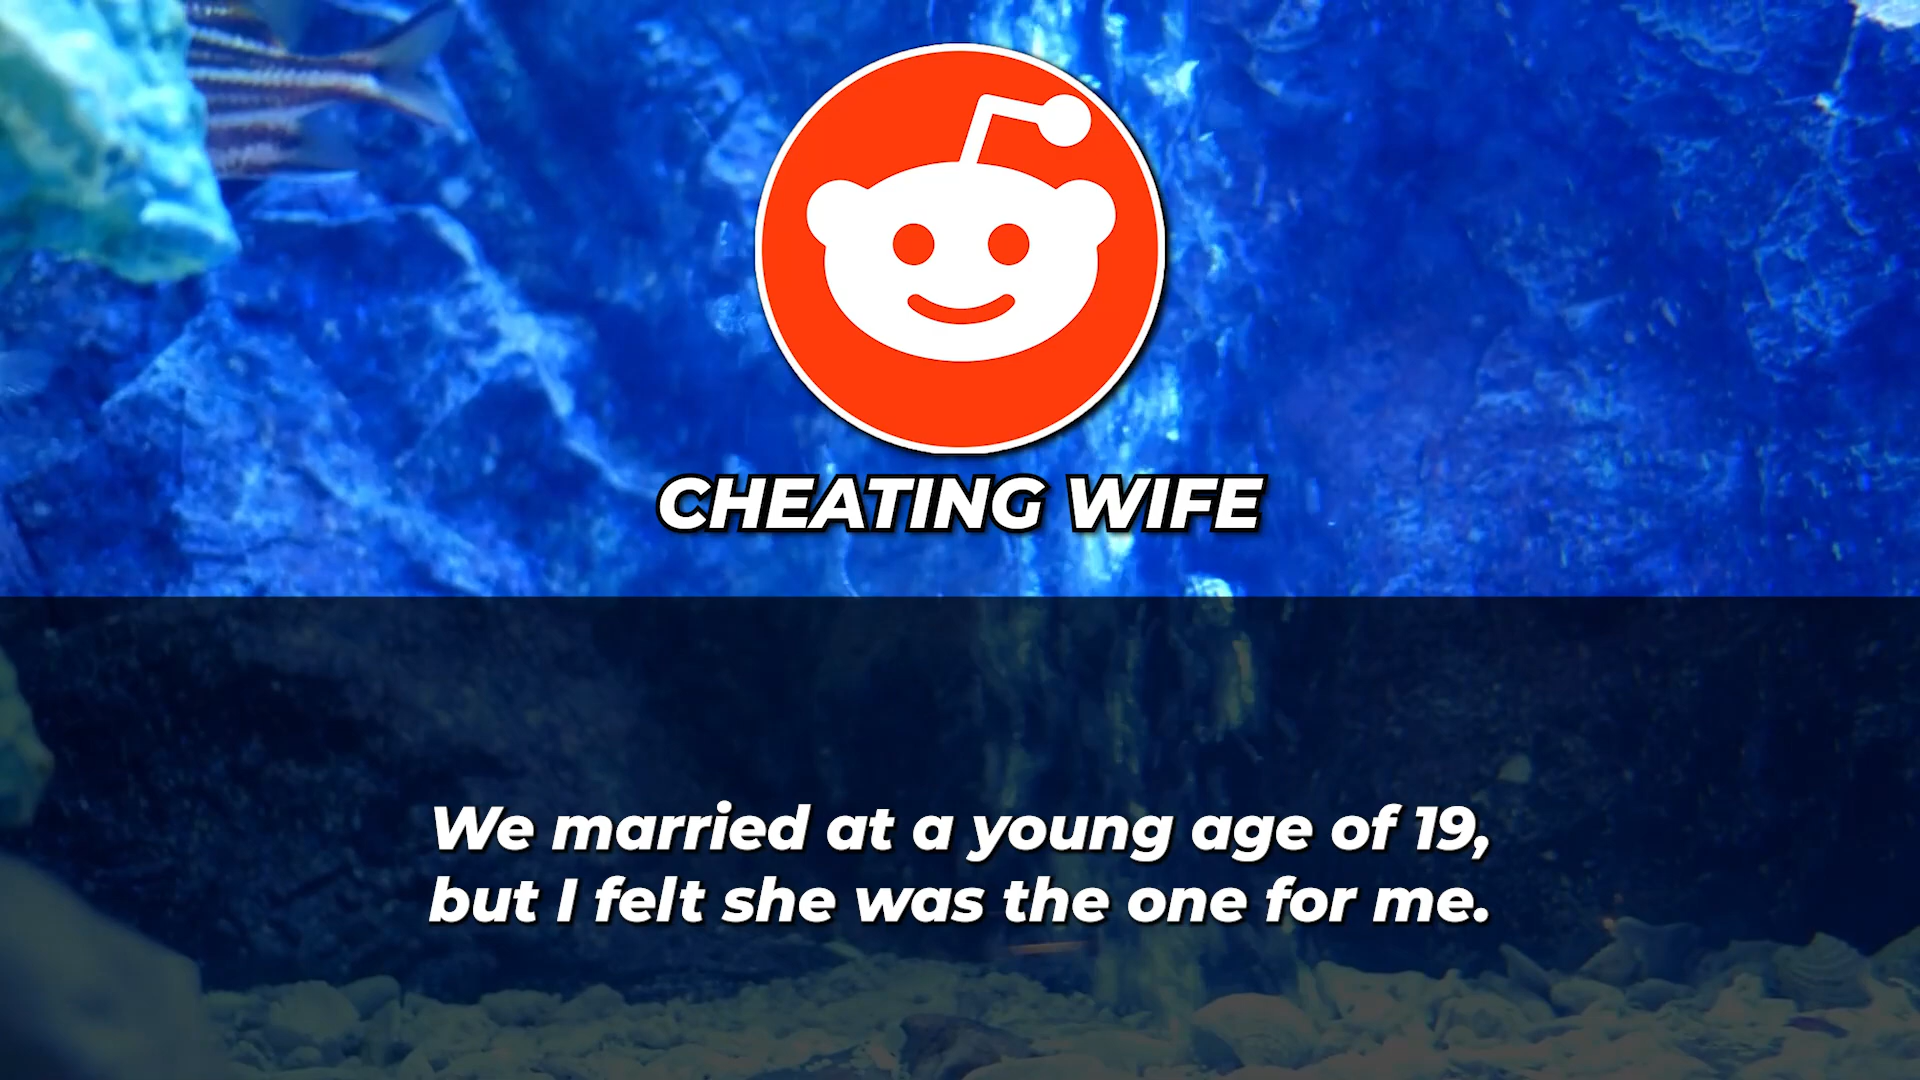 CHEATING WIFE
We married at a young age of 19,
but I felt she was the one for me.